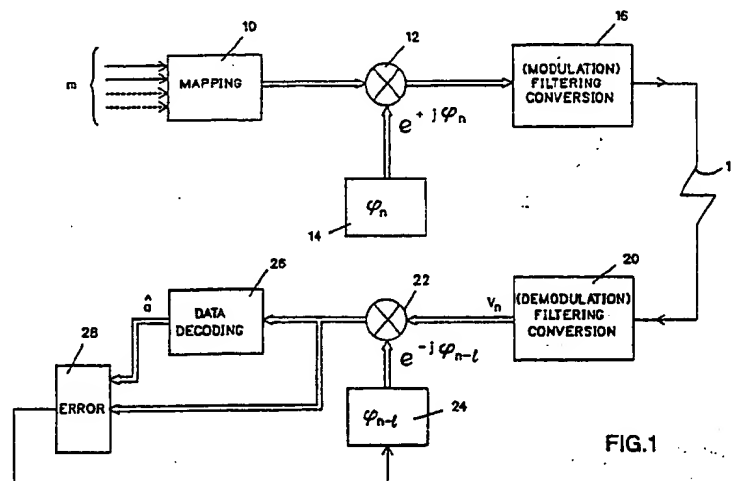 10
12
16
m
MAPPING
(MODULATION)
FILTERING
CONVERSION
e+jφn
φn
14
1
26
22
20
â
DATA
DECODING
Vn
(DEMODULATION)
FILTERING
CONVERSION
28
e-jφn-ℓ
ERROR
φn-ℓ
24
FIG.1